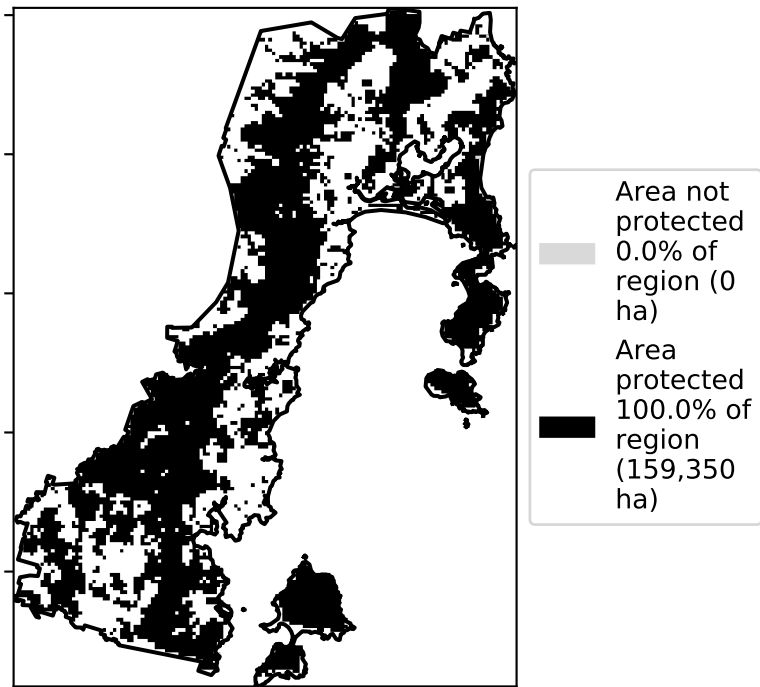 Area not
protected
0.0% of
region (0
ha)
Area
protected
100.0% of
region
(159,350
ha)